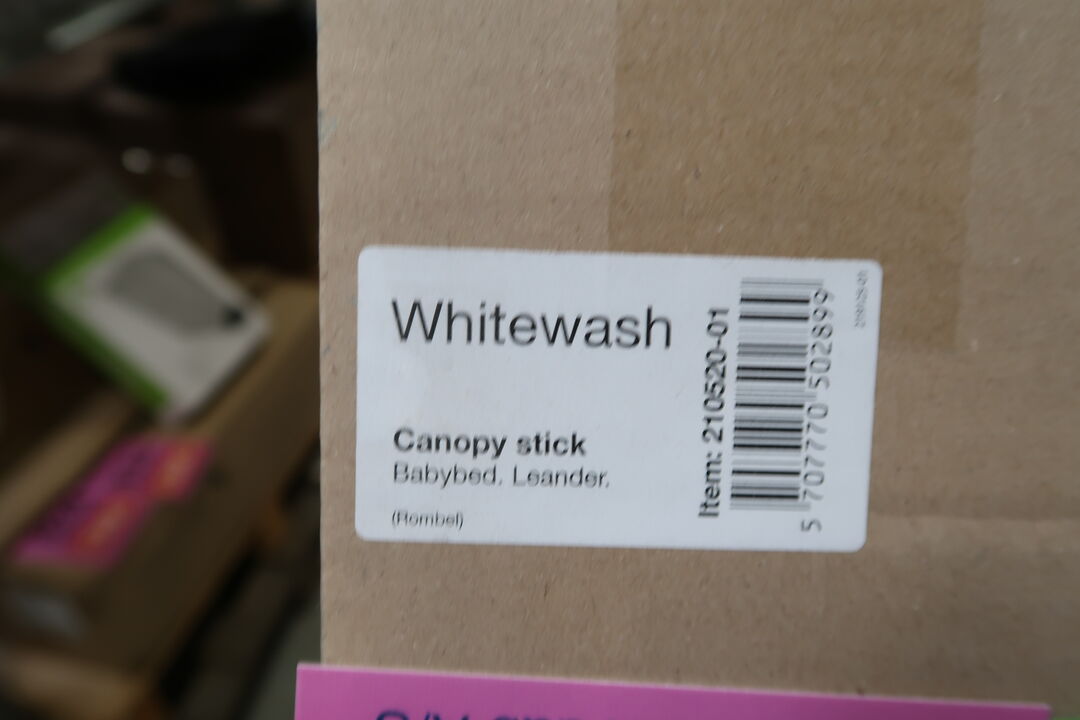 Whitewash
Canopy stick
Babybed. Leander.
(Rombel)
Item: 210520-01
5 707770 502899